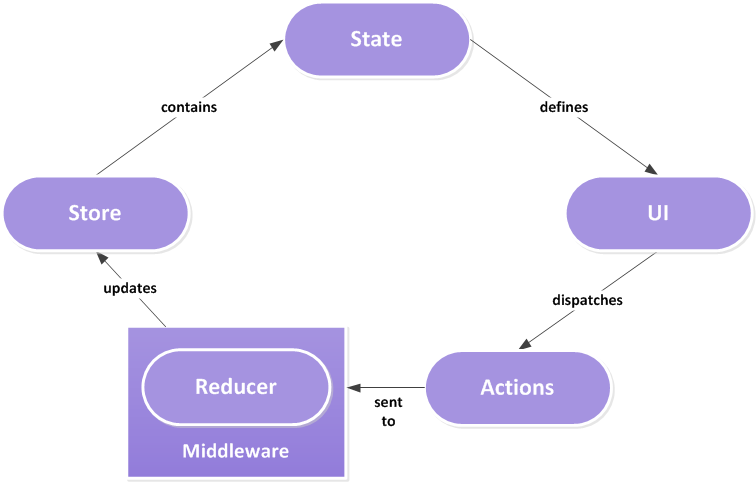 State
contains
defines
Store
UI
updates
dispatches
Reducer
Actions
sent
to
Middleware